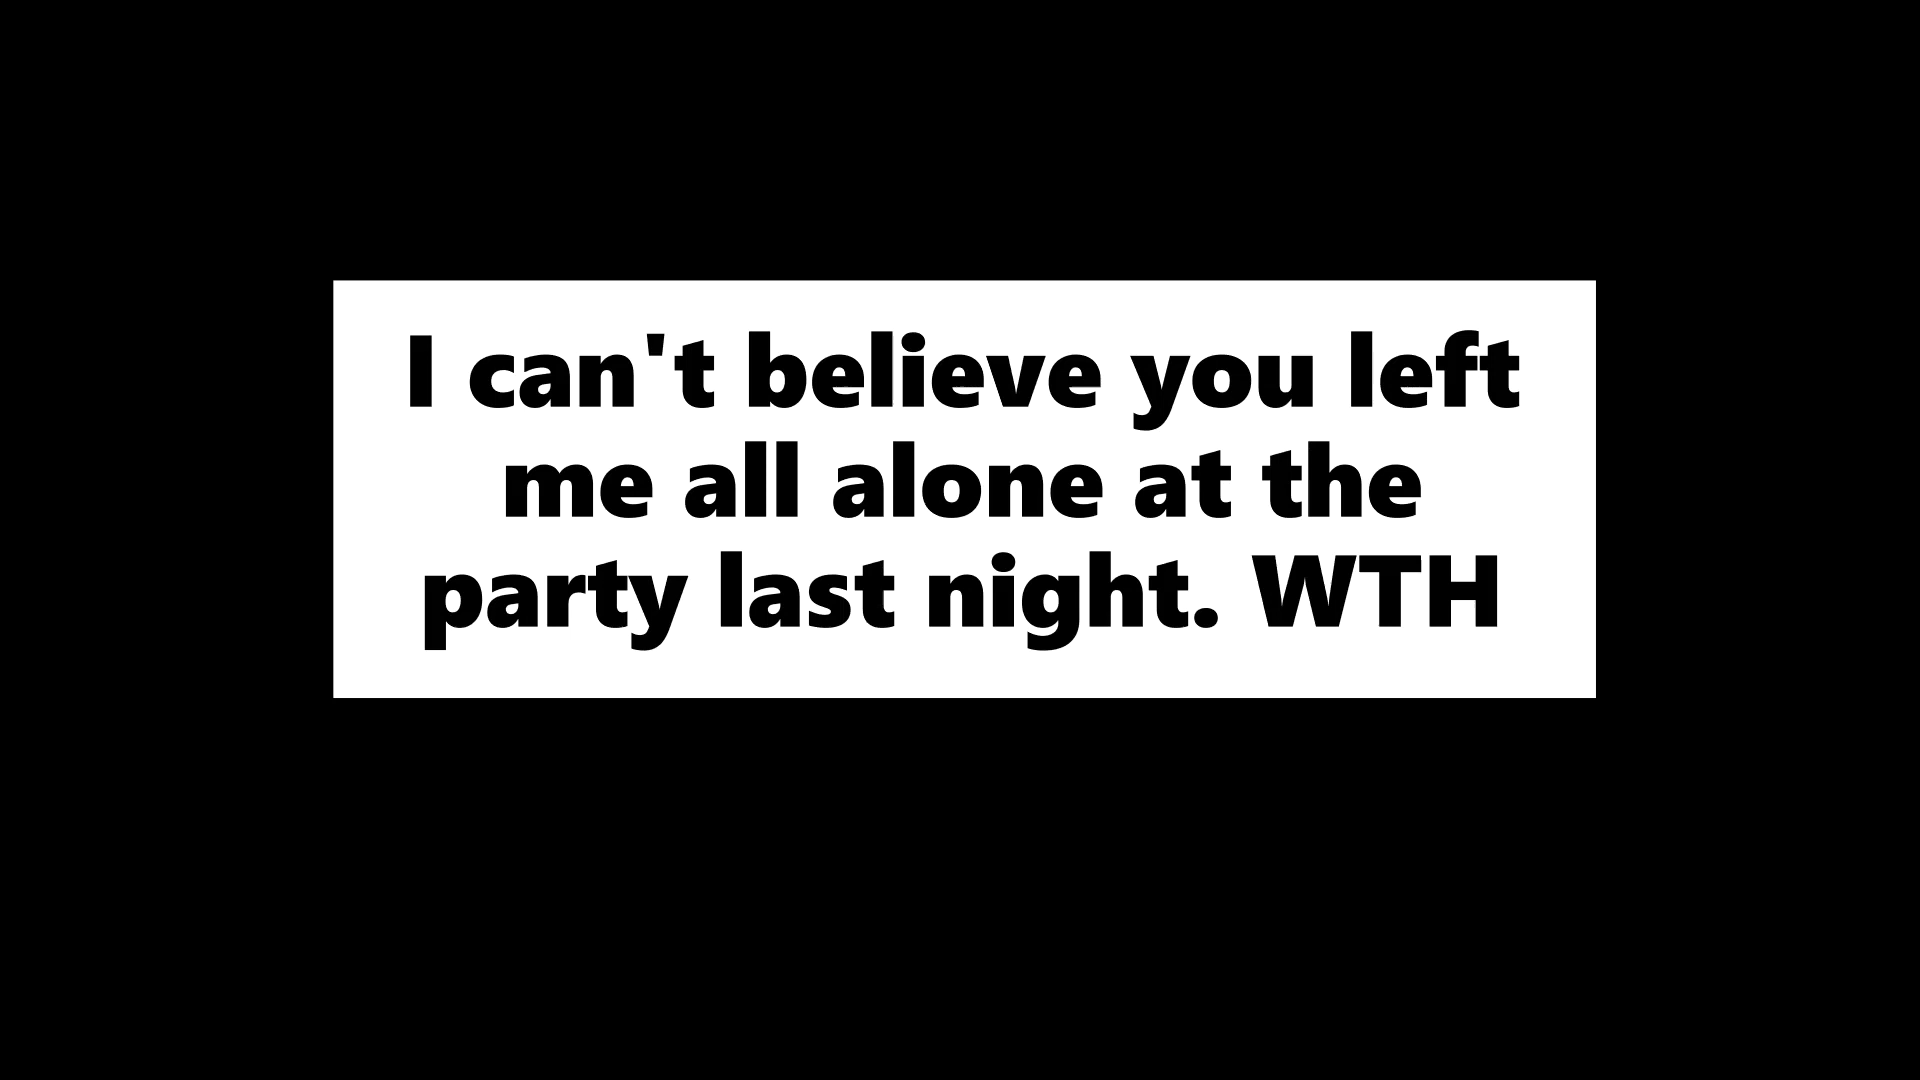 I can't believe you left
me all alone at the
party last night. WTH